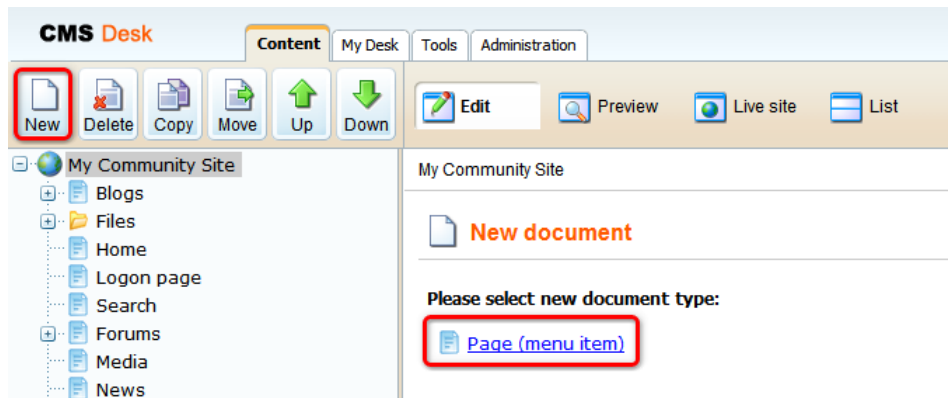 CMS Desk
Content My Desk Tools Administration
New Delete Copy Move Up Down Edit Preview Live site List
My Community Site
Blogs
Files
Home
Logon page
Search
Forums
Media
News
My Community Site
New document
Please select new document type:
Page (menu item)